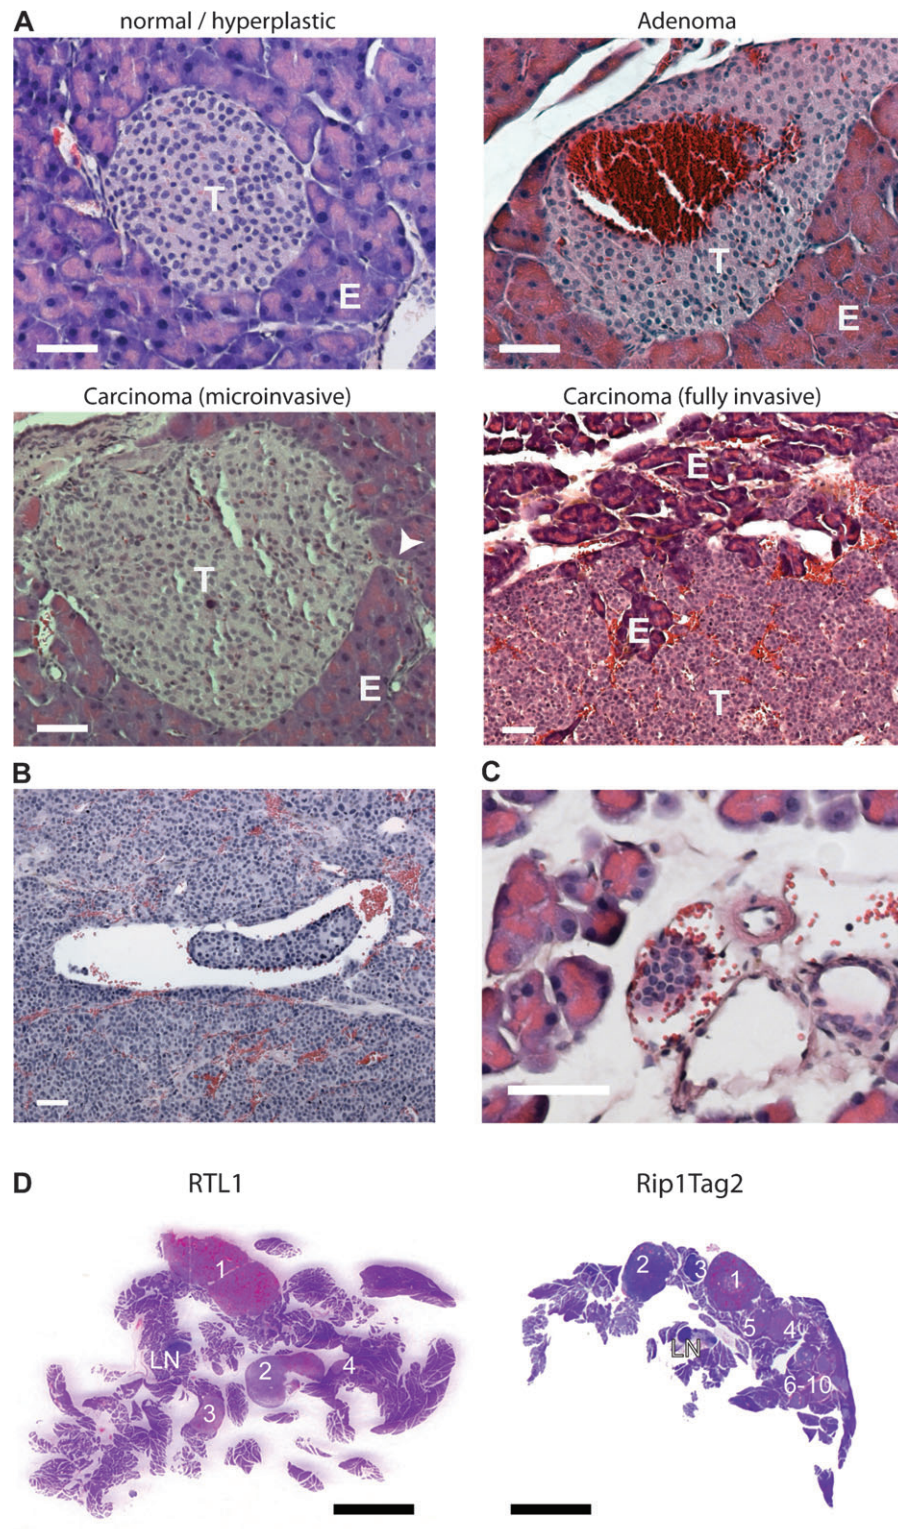 A
normal / hyperplastic
Adenoma
T
E
T
E
Carcinoma (microinvasive)
Carcinoma (fully invasive)
T
E
E
E
T
B
C
D
RTL1
Rip1Tag2
1
LN
2
4
3
2
3
1
5
4
LN
6-10